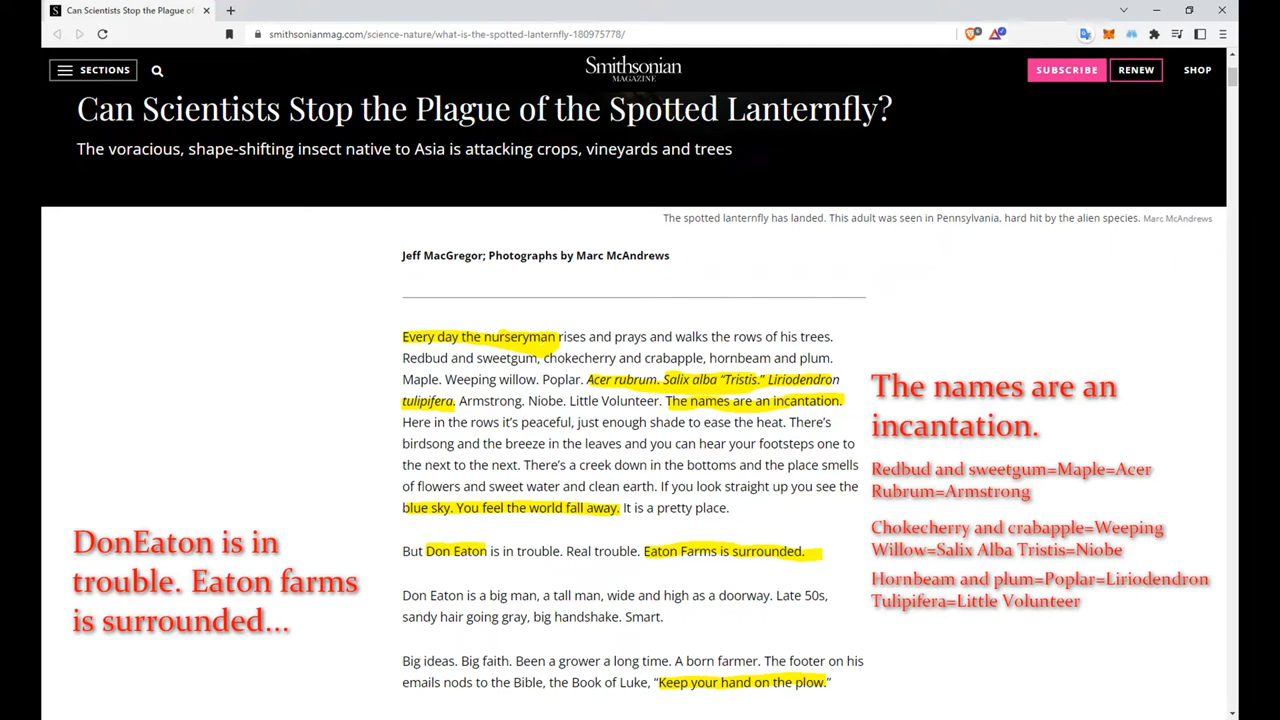 Can Scientists Stop the Plague of
smithsonianmag.com/science-nature/what-is-the-spotted-lanternfly-180975778/
SECTIONS
Smithsonian
MAGAZINE
SUBSCRIBE
RENEW
SHOP
Can Scientists Stop the Plague of the Spotted Lanternfly?
The voracious, shape-shifting insect native to Asia is attacking crops, vineyards and trees
The spotted lanternfly has landed. This adult was seen in Pennsylvania, hard hit by the alien species. Marc McAndrews
Jeff MacGregor; Photographs by Marc McAndrews
Every day the nurseryman rises and prays and walks the rows of his trees.
Redbud and sweetgum, chokecherry and crabapple, hornbeam and plum.
Maple. Weeping willow. Poplar. Acer rubrum. Salix alba “Tristis.” Liriodendron
tulipifera. Armstrong. Niobe. Little Volunteer. The names are an incantation.
Here in the rows it’s peaceful, just enough shade to ease the heat. There’s
birdsong and the breeze in the leaves and you can hear your footsteps one to
the next to the next. There’s a creek down in the bottoms and the place smells
of flowers and sweet water and clean earth. If you look straight up you see the
blue sky. You feel the world fall away. It is a pretty place.
But Don Eaton is in trouble. Real trouble. Eaton Farms is surrounded.
Don Eaton is a big man, a tall man, wide and high as a doorway. Late 50s,
sandy hair going gray, big handshake. Smart.
Big ideas. Big faith. Been a grower a long time. A born farmer. The footer on his
emails nods to the Bible, the Book of Luke, “Keep your hand on the plow.”
DonEaton is in
trouble. Eaton farms
is surrounded...
The names are an
incantation.
Redbud and sweetgum=Maple=Acer
Rubrum=Armstrong
Chokecherry and crabapple=Weeping
Willow=Salix Alba Tristis=Niobe
Hornbeam and plum=Poplar=Liriodendron
Tulipifera=Little Volunteer